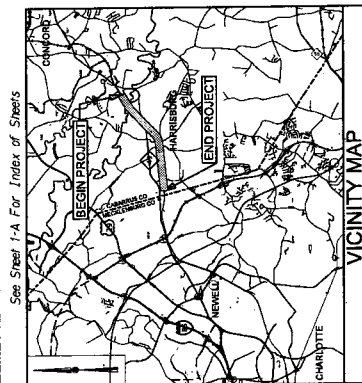 See Sheet 1-A For Index of Sheets
CONCORD
BEGIN PROJECT
HARRISBURG
END PROJECT
CABARRUS CO
MECKLENBURG CO
NEWELL
CHARLOTTE
VICINITY MAP